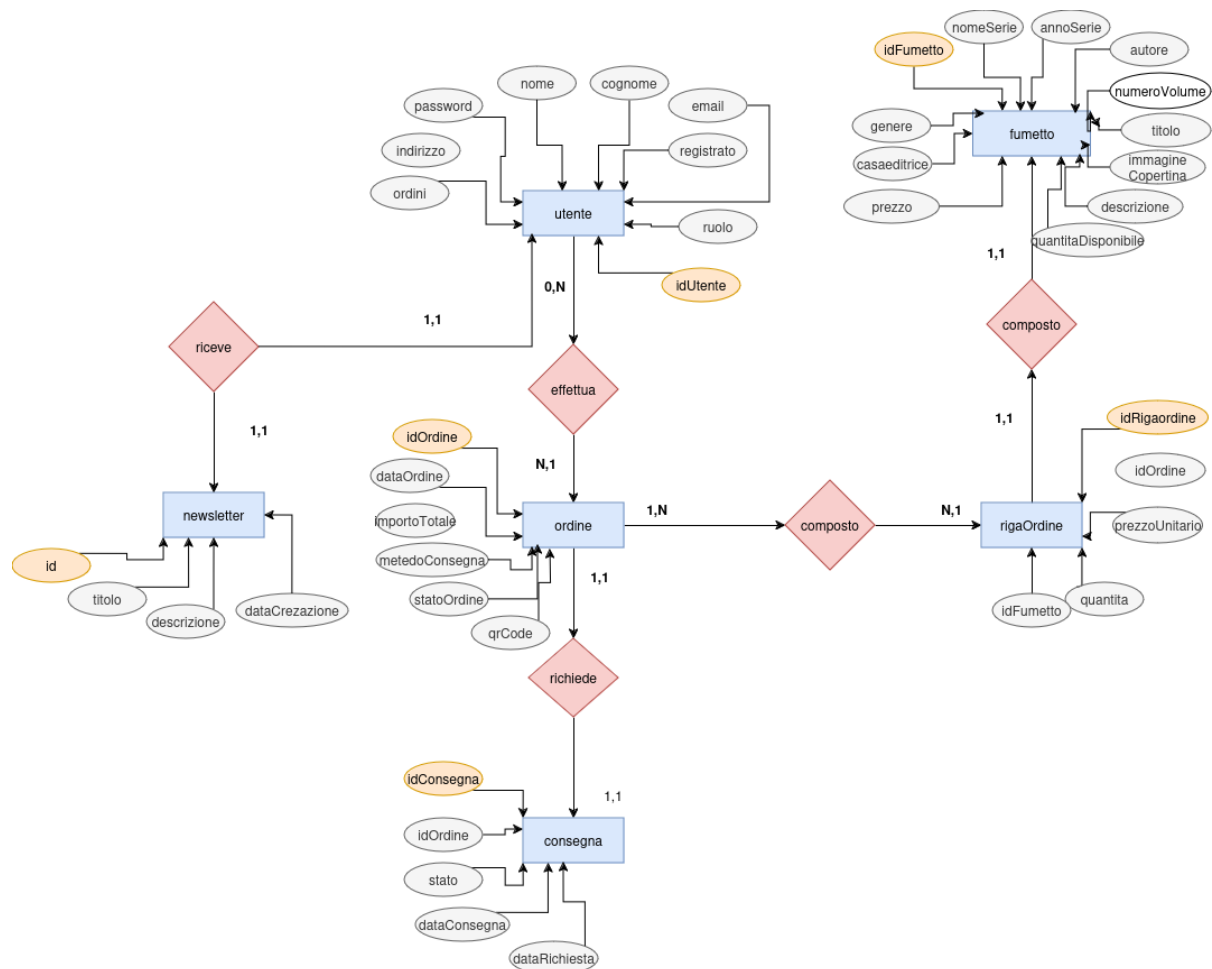 nomeSerie
annoSerie
idFumetto
autore
nome
cognome
numeroVolume
password
email
genere
fumetto
titolo
indirizzo
registrato
casaeditrice
immagine
Copertina
ordini
prezzo
descrizione
utente
ruolo
quantitaDisponibile
1,1
0,N
idUtente
1,1
composto
riceve
effettua
1,1
idRigaordine
1,1
idOrdine
N,1
idOrdine
dataOrdine
1,N
N,1
newsletter
importoTotale
ordine
composto
rigaOrdine
prezzoUnitario
id
metedoConsegna
1,1
titolo
statoOrdine
quantita
descrizione
dataCrezazione
idFumetto
qrCode
richiede
idConsegna
1,1
idOrdine
consegna
stato
dataConsegna
dataRichiesta